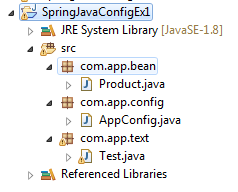 SpringJavaConfigEx1
JRE System Library [JavaSE-1.8]
src
com.app.bean
Product.java
com.app.config
AppConfig.java
com.app.text
Test.java
Referenced Libraries